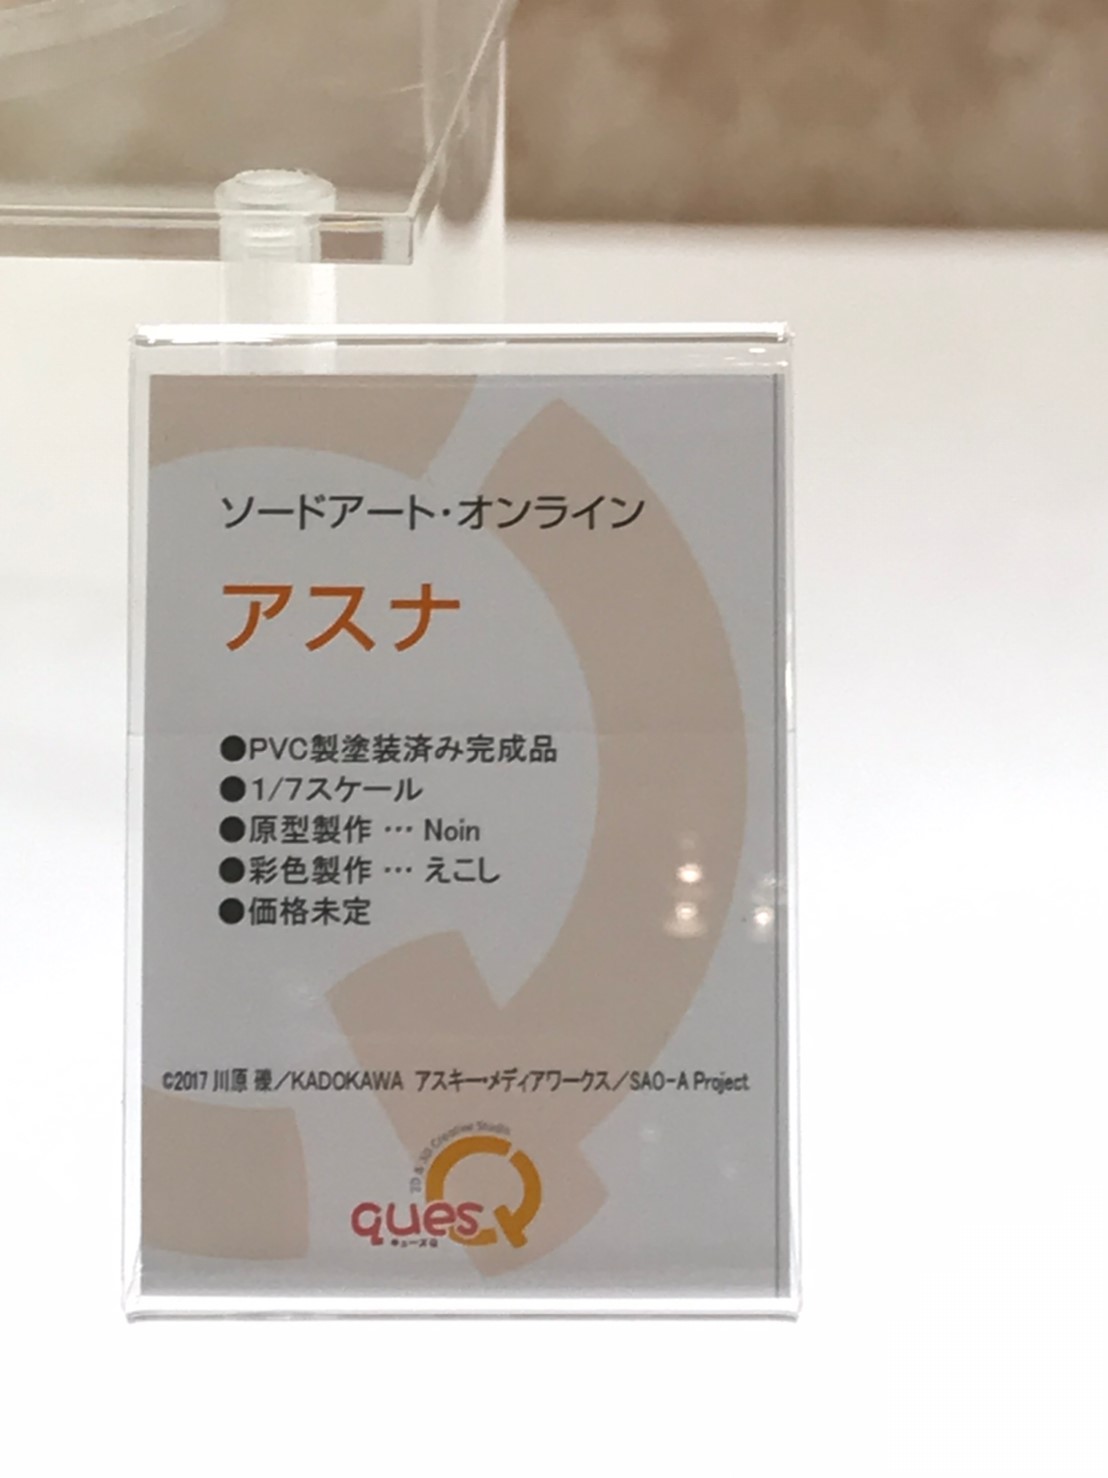 ソードアート・オンライン
アスナ
●PVC製塗装済み完成品
●1/7スケール
●原型製作 … Noin
●彩色製作 … えこし
●価格未定
©2017 川原 礫／KADOKAWA アスキー・メディアワークス／SAO-A Project
2D & 3D Creative Studio
quesQ
キューズQ